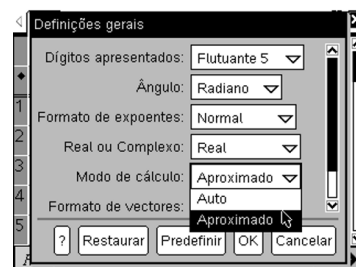 Definições gerais
Dígitos apresentados: Flutuante 5
Ângulo: Radiano
1
Formato de expoentes: Normal
2
Real ou Complexo: Real
3
Modo de cálculo: Aproximado
4
Auto
Formato de vectores: Aproximado
5
? Restaurar Predefinir OK Cancelar